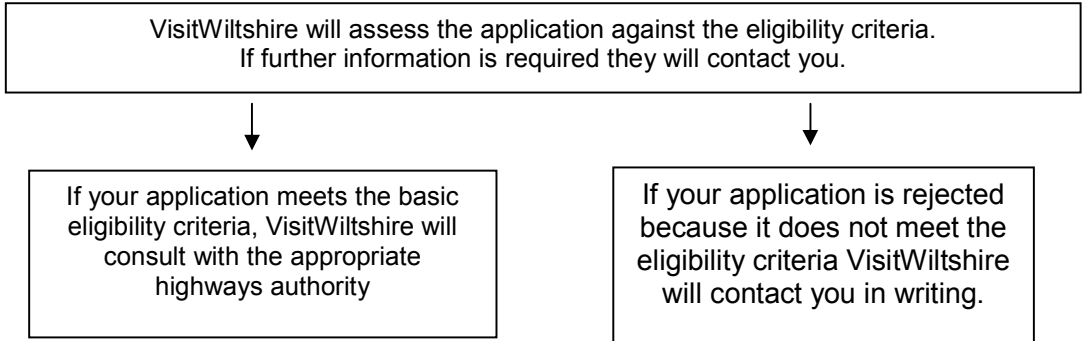 VisitWiltshire will assess the application against the eligibility criteria.
If further information is required they will contact you.
If your application meets the basic
eligibility criteria, VisitWiltshire will
consult with the appropriate
highways authority
If your application is rejected
because it does not meet the
eligibility criteria VisitWiltshire
will contact you in writing.